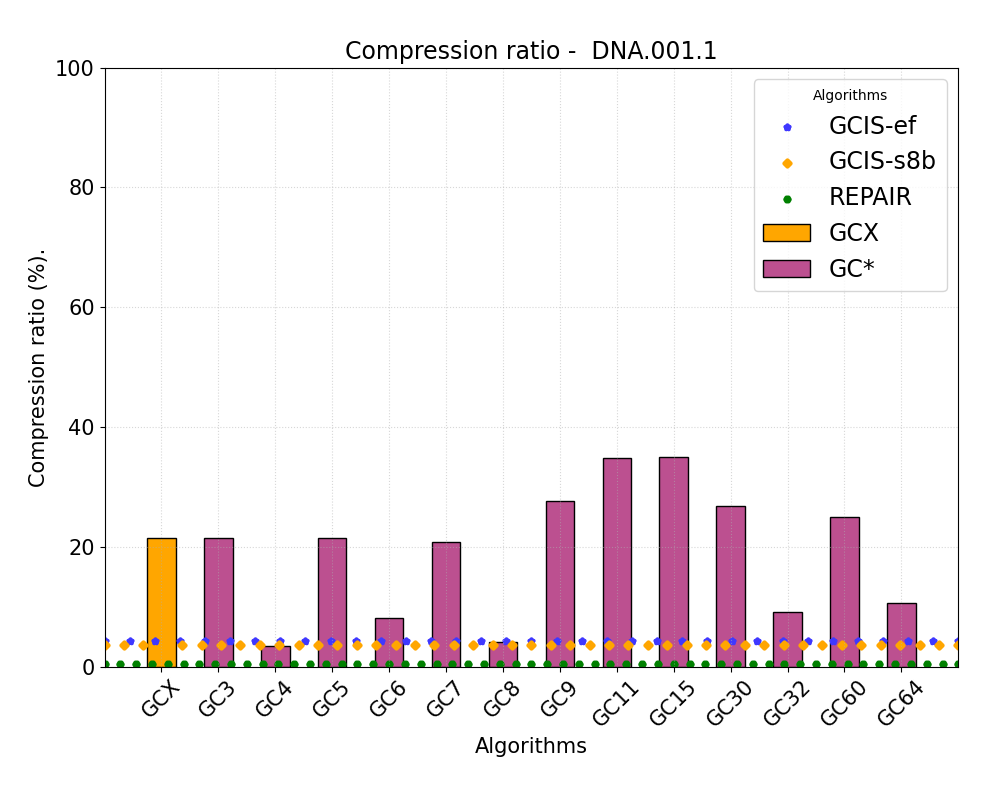 Compression ratio -  DNA.001.1
100
80
60
40
20
0
Compression ratio (%).
Algorithms
GCIS-ef
GCIS-s8b
REPAIR
GCX
GC*
GCX
GC3
GC4
GC5
GC6
GC7
GC8
GC9
GC11
GC15
GC30
GC32
GC60
GC64
Algorithms